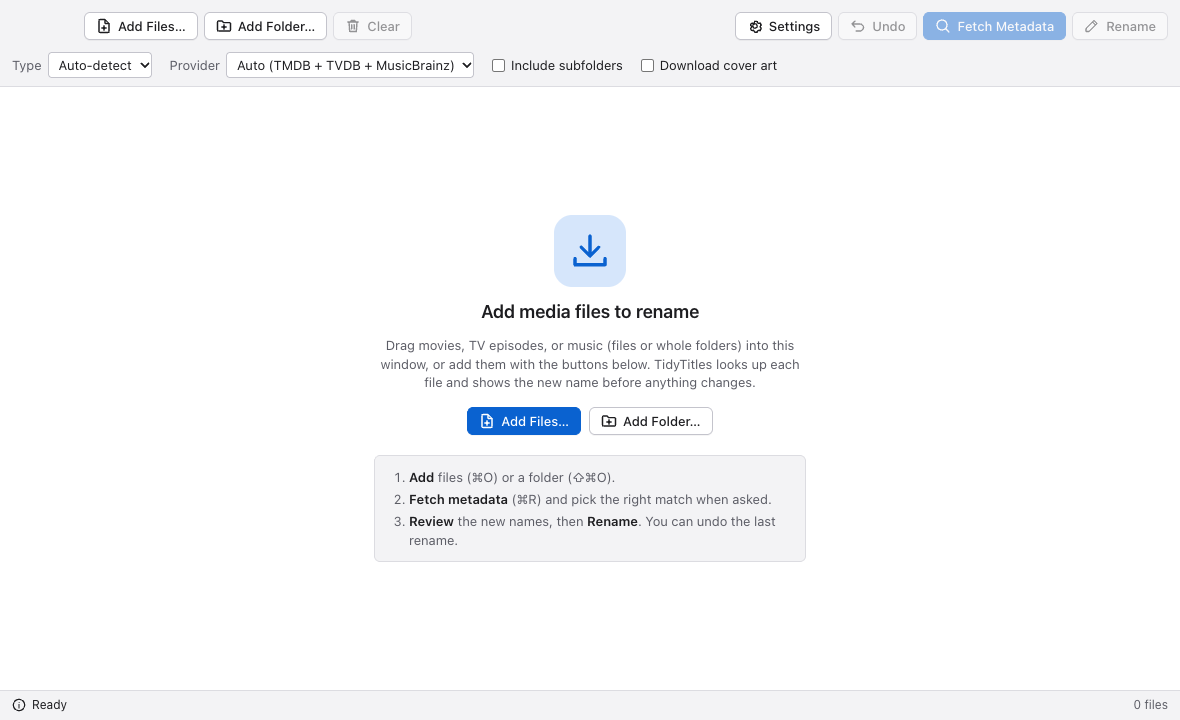 Add Files... Add Folder... Clear Settings Undo Fetch Metadata Rename
Type Auto-detect Provider Auto (TMDB + TVDB + MusicBrainz) Include subfolders Download cover art
Add media files to rename
Drag movies, TV episodes, or music (files or whole folders) into this
window, or add them with the buttons below. TidyTitles looks up each
file and shows the new name before anything changes.
Add Files... Add Folder...
1. Add files (⌘O) or a folder (⇧⌘O).
2. Fetch metadata (⌘R) and pick the right match when asked.
3. Review the new names, then Rename. You can undo the last
rename.
Ready 0 files